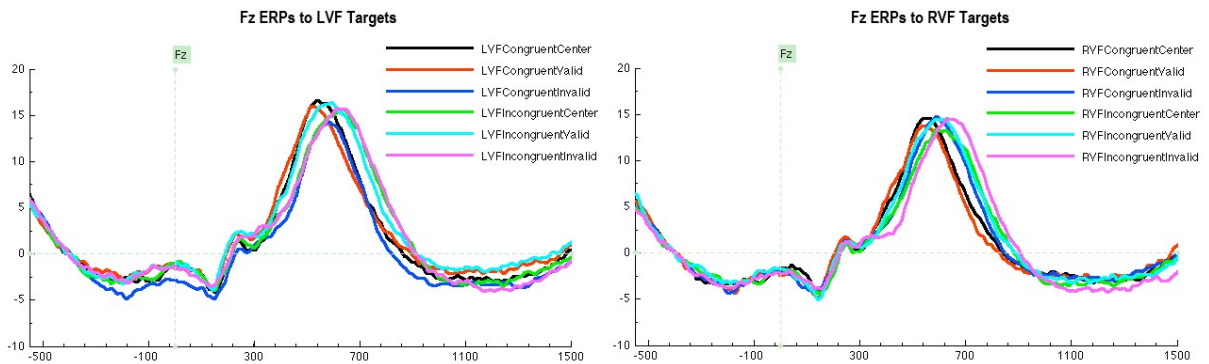 Fz ERPs to LVF Targets
Fz
LVFCongruentCenter
LVFCongruentValid
LVFCongruentInvalid
LVFIncongruentCenter
LVFIncongruentValid
LVFIncongruentInvalid
20
15
10
5
0
-5
-10
-500 -100 300 700 1100 1500
Fz ERPs to RVF Targets
Fz
RVFCongruentCenter
RVFCongruentValid
RVFCongruentInvalid
RVFIncongruentCenter
RVFIncongruentValid
RVFIncongruentInvalid
20
15
10
5
0
-5
-10
-500 -100 300 700 1100 1500